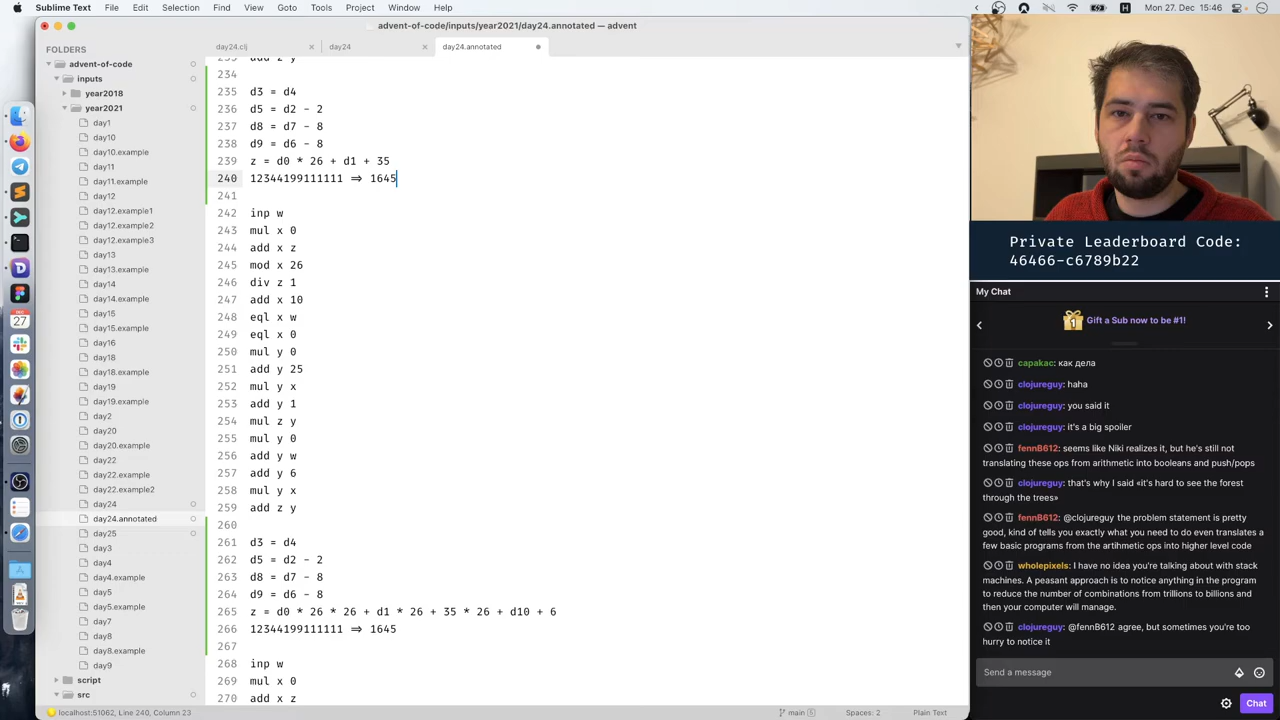 Sublime Text File Edit Selection Find View Goto Tools Project Window Help Mon 27. Dec 15:46
advent-of-code/inputs/year2021/day24.annotated — advent
FOLDERS
advent-of-code
inputs
year2018
year2021
day1
day10
day10.example
day11
day11.example
day12
day12.example1
day12.example2
day12.example3
day13
day13.example
day14
day14.example
day15
day15.example
day16
day18
day18.example
day19
day19.example
day2
day20
day20.example
day22
day22.example
day22.example2
day24
day24.annotated
day25
day3
day4
day4.example
day5
day5.example
day7
day8
day8.example
day9
script
src
day24.clj day24 day24.annotated
233 add z y
234
235 d3 = d4
236 d5 = d2 - 2
237 d8 = d7 - 8
238 d9 = d6 - 8
239 z = d0 * 26 + d1 + 35
240 12344199111111 => 1645
241
242 inp w
243 mul x 0
244 add x z
245 mod x 26
246 div z 1
247 add x 10
248 eql x w
249 eql x 0
250 mul y 0
251 add y 25
252 mul y x
253 add y 1
254 mul z y
255 mul y 0
256 add y w
257 add y 6
258 mul y x
259 add z y
260
261 d3 = d4
262 d5 = d2 - 2
263 d8 = d7 - 8
264 d9 = d6 - 8
265 z = d0 * 26 * 26 + d1 * 26 + 35 * 26 + d10 + 6
266 12344199111111 => 1645
267
268 inp w
269 mul x 0
270 add x z
localhost:51062, Line 240, Column 23 main 5 Spaces: 2 Plain Text
Private Leaderboard Code:
46466-c6789b22
My Chat
Gift a Sub now to be #1!
capakac: как дела
clojureguy: haha
clojureguy: you said it
clojureguy: it's a big spoiler
fennB612: seems like Niki realizes it, but he's still not
translating these ops from arithmetic into booleans and push/pops
clojureguy: that's why I said «it's hard to see the forest
through the trees»
fennB612: @clojureguy the problem statement is pretty
good, kind of tells you exactly what you need to do even translates a
few basic programs from the artihmetic ops into higher level code
wholepixels: I have no idea you're talking about with stack
machines. A peasant approach is to notice anything in the program
to reduce the number of combinations from trillions to billions and
then your computer will manage.
clojureguy: @fennB612 agree, but sometimes you're too
hurry to notice it
Send a message
Chat